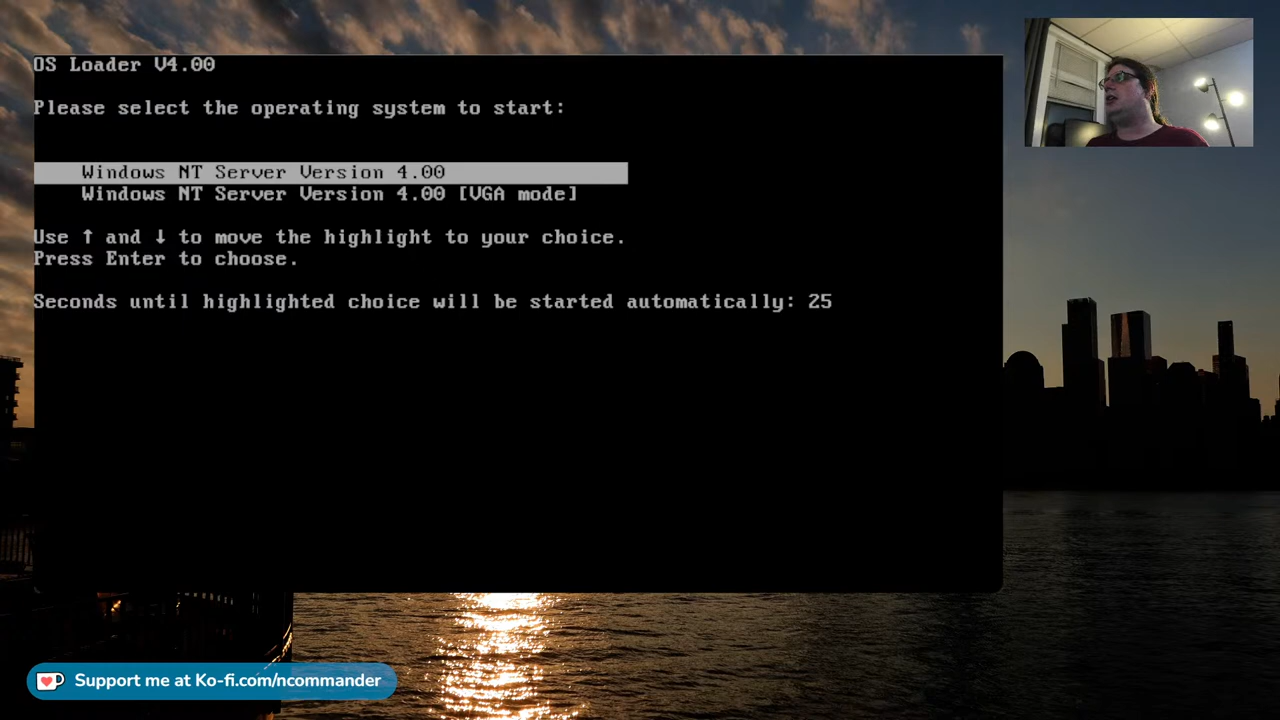 OS Loader V4.00
Please select the operating system to start:
Windows NT Server Version 4.00
Windows NT Server Version 4.00 [VGA mode]
Use ↑ and ↓ to move the highlight to your choice.
Press Enter to choose.
Seconds until highlighted choice will be started automatically: 25
Support me at Ko-fi.com/ncommander